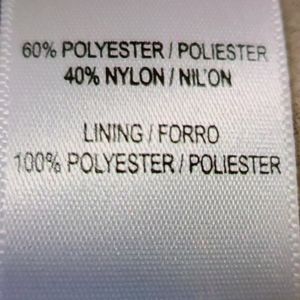 60% POLYESTER / POLIESTER
40% NYLON / NIL'ON
LINING / FORRO
100% POLYESTER / POLIESTER